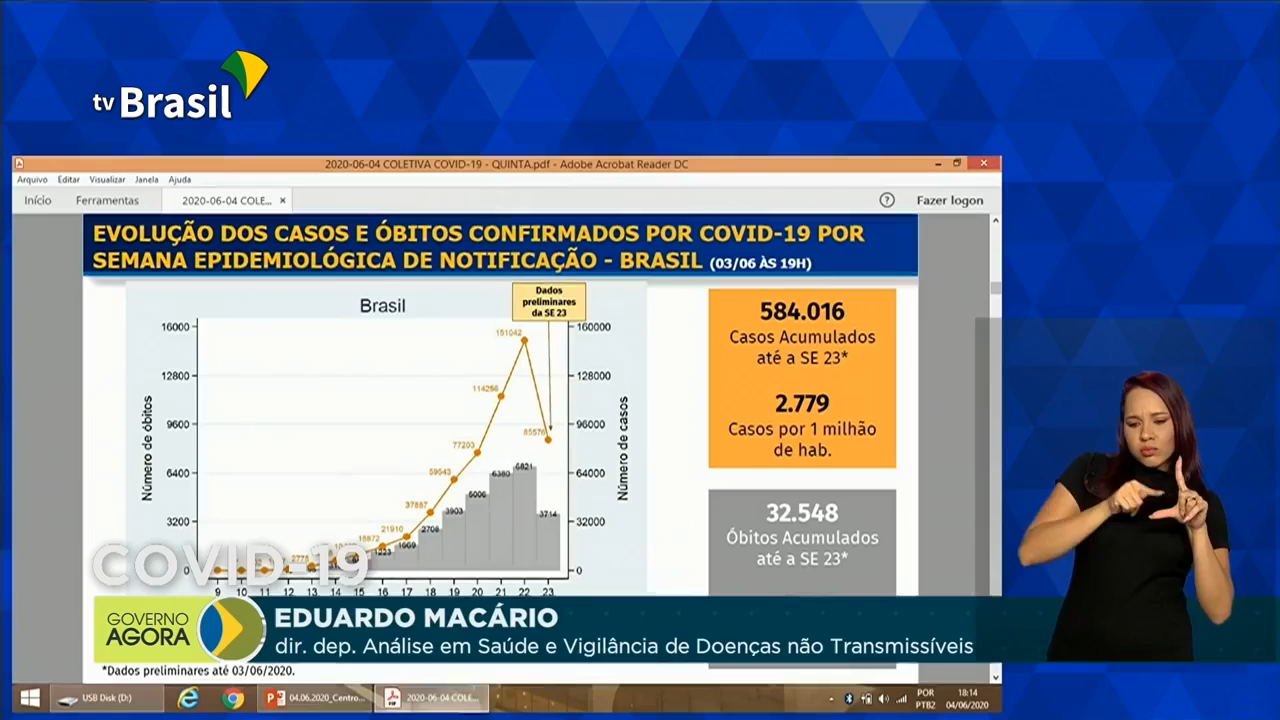 tv Brasil
2020-06-04 COLETIVA COVID-19 - QUINTA.pdf - Adobe Acrobat Reader DC
Arquivo Editar Visualizar Janela Ajuda
Início Ferramentas 2020-06-04 COLE... × ? Fazer logon
EVOLUÇÃO DOS CASOS E ÓBITOS CONFIRMADOS POR COVID-19 POR
SEMANA EPIDEMIOLÓGICA DE NOTIFICAÇÃO - BRASIL (03/06 ÀS 19H)
Brasil
Dados
preliminares
da SE 23
Número de óbitos
16000
12800
9600
6400
3200
0
Número de casos
160000
128000
96000
64000
32000
0
151042
114256
85576
77203
59543
37887
21910
18872
2775
1223
1669
2708
3903
5006
6380
6821
3714
9 10 11 12 13 14 15 16 17 18 19 20 21 22 23
584.016
Casos Acumulados
até a SE 23*
2.779
Casos por 1 milhão
de hab.
32.548
Óbitos Acumulados
até a SE 23*
COVID-19
GOVERNO
AGORA
EDUARDO MACÁRIO
dir. dep. Análise em Saúde e Vigilância de Doenças não Transmissíveis
*Dados preliminares até 03/06/2020.
USB Disk (D:)
04.06.2020_Centro...
2020-06-04 COLE...
POR
PTB2
18:14
04/06/2020